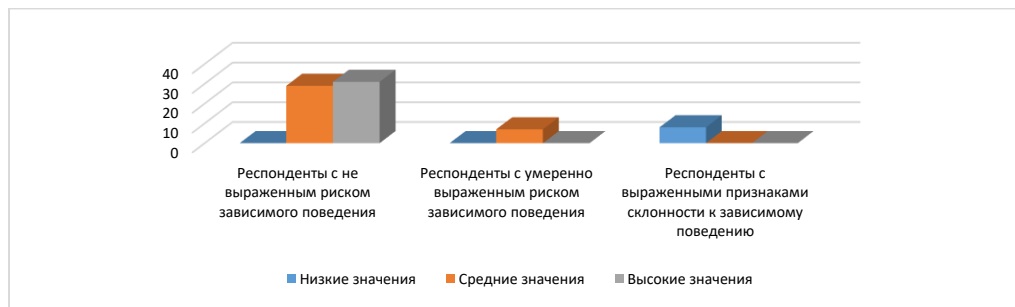 40
30
20
10
0
Респонденты с не
выраженным риском
зависимого поведения
Респонденты с умеренно
выраженным риском
зависимого поведения
Респонденты с
выраженными признаками
склонности к зависимому
поведению
Низкие значения
Средние значения
Высокие значения